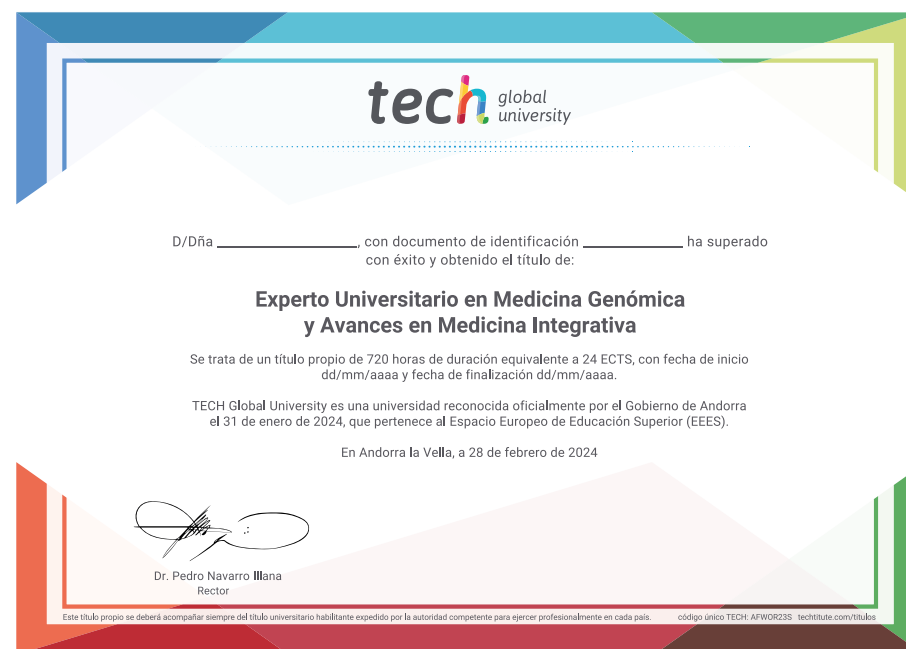 tech global
university
D/Dña ______________, con documento de identificación __________ ha superado
con éxito y obtenido el título de:
Experto Universitario en Medicina Genómica
y Avances en Medicina Integrativa
Se trata de un título propio de 720 horas de duración equivalente a 24 ECTS, con fecha de inicio
dd/mm/aaaa y fecha de finalización dd/mm/aaaa.
TECH Global University es una universidad reconocida oficialmente por el Gobierno de Andorra
el 31 de enero de 2024, que pertenece al Espacio Europeo de Educación Superior (EEES).
En Andorra la Vella, a 28 de febrero de 2024
Dr. Pedro Navarro Illana
Rector
Este título propio se deberá acompañar siempre del título universitario habilitante expedido por la autoridad competente para ejercer profesionalmente en cada país. código único TECH: AFWOR23S techtitute.com/titulos